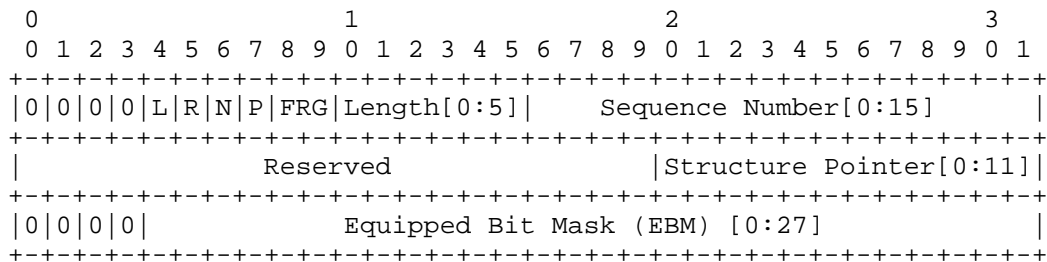 0                   1                   2                   3
 0 1 2 3 4 5 6 7 8 9 0 1 2 3 4 5 6 7 8 9 0 1 2 3 4 5 6 7 8 9 0 1
+-+-+-+-+-+-+-+-+-+-+-+-+-+-+-+-+-+-+-+-+-+-+-+-+-+-+-+-+-+-+-+-+
|0|0|0|0|L|R|N|P|FRG|Length[0:5]|    Sequence Number[0:15]      |
+-+-+-+-+-+-+-+-+-+-+-+-+-+-+-+-+-+-+-+-+-+-+-+-+-+-+-+-+-+-+-+-+
|               Reserved                |Structure Pointer[0:11]|
+-+-+-+-+-+-+-+-+-+-+-+-+-+-+-+-+-+-+-+-+-+-+-+-+-+-+-+-+-+-+-+-+
|0|0|0|0|            Equipped Bit Mask (EBM) [0:27]             |
+-+-+-+-+-+-+-+-+-+-+-+-+-+-+-+-+-+-+-+-+-+-+-+-+-+-+-+-+-+-+-+-+